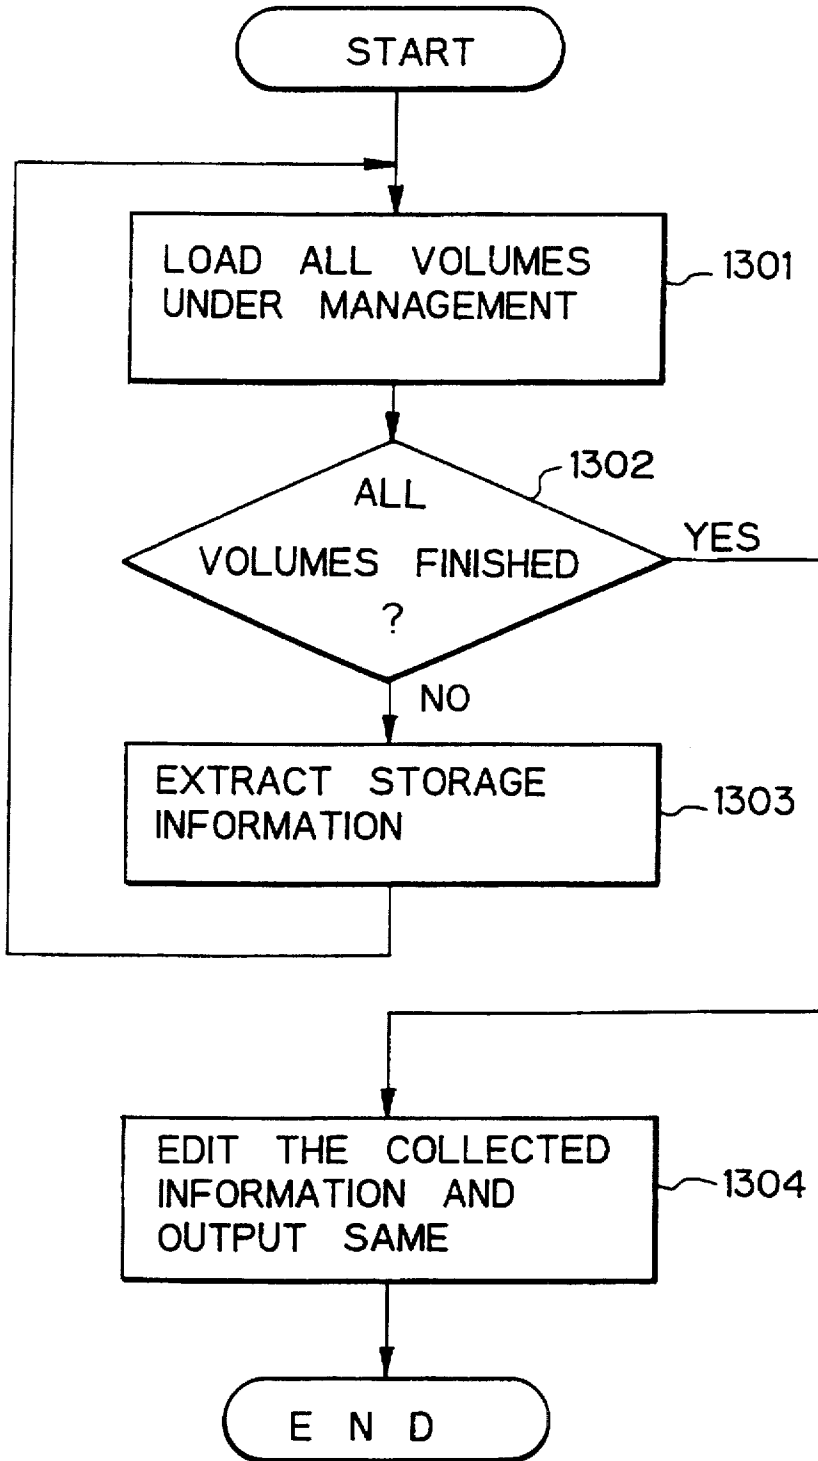 START
LOAD ALL VOLUMES
UNDER MANAGEMENT
1301
1302
ALL
VOLUMES FINISHED
?
YES
NO
EXTRACT STORAGE
INFORMATION
1303
EDIT THE COLLECTED
INFORMATION AND
OUTPUT SAME
1304
E N D